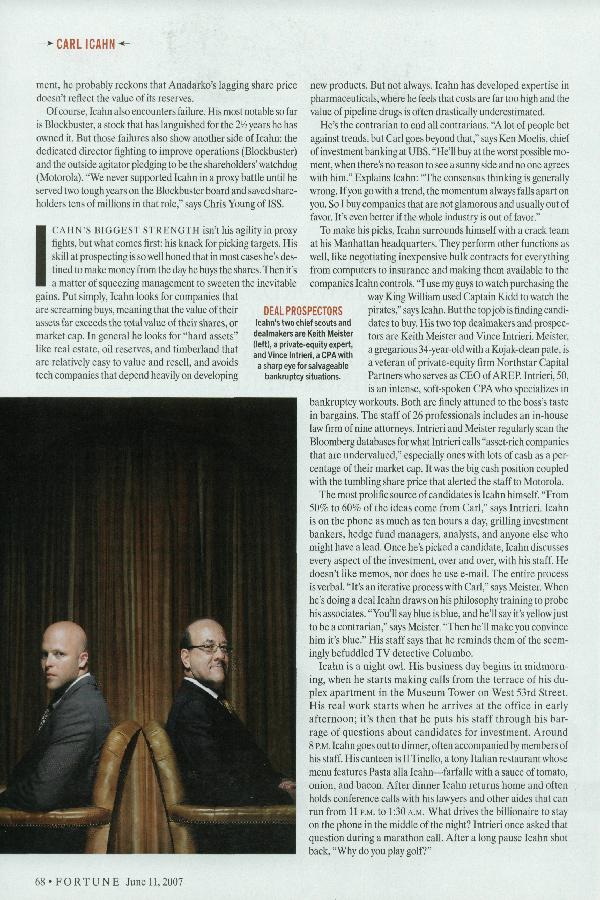 CARL ICAHN
ment, he probably reckons that Anadarko's lagging share price
doesn't reflect the value of its reserves.
Of course, Icahn also encounters failure. His most notable so far
is Blockbuster, a stock that has languished for the 2½ years he has
owned it. But those failures also show another side of Icahn: the
dedicated director fighting to improve operations (Blockbuster)
and the outside agitator pledging to be the shareholders' watchdog
(Motorola). "We never supported Icahn in a proxy battle until he
served two tough years on the Blockbuster board and saved share-
holders tens of millions in that role," says Chris Young of ISS.
ICAHN'S BIGGEST STRENGTH isn't his agility in proxy
fights, but what comes first: his knack for picking targets. His
skill at prospecting is so well honed that in most cases he's des-
tined to make money from the day he buys the shares. Then it's
a matter of squeezing management to sweeten the inevitable
gains. Put simply, Icahn looks for companies that
are screaming buys, meaning that the value of their
assets far exceeds the total value of their shares, or
market cap. In general he looks for "hard assets"
like real estate, oil reserves, and timberland that
are relatively easy to value and resell, and avoids
tech companies that depend heavily on developing
DEAL PROSPECTORS
Icahn's two chief scouts and
dealmakers are Keith Meister
(left), a private-equity expert,
and Vince Intrieri, a CPA with
a sharp eye for salvageable
bankruptcy situations.
new products. But not always. Icahn has developed expertise in
pharmaceuticals, where he feels that costs are far too high and the
value of pipeline drugs is often drastically underestimated.
He's the contrarian to end all contrarians. "A lot of people bet
against trends, but Carl goes beyond that," says Ken Moelis, chief
of investment banking at UBS. "He'll buy at the worst possible mo-
ment, when there's no reason to see a sunny side and no one agrees
with him." Explains Icahn: "The consensus thinking is generally
wrong. If you go with a trend, the momentum always falls apart on
you. So I buy companies that are not glamorous and usually out of
favor. It's even better if the whole industry is out of favor."
To make his picks, Icahn surrounds himself with a crack team
at his Manhattan headquarters. They perform other functions as
well, like negotiating inexpensive bulk contracts for everything
from computers to insurance and making them available to the
companies Icahn controls. "I use my guys to watch purchasing the
way King William used Captain Kidd to watch the
pirates," says Icahn. But the top job is finding candi-
dates to buy. His two top dealmakers and prospec-
tors are Keith Meister and Vince Intrieri. Meister,
a gregarious 34-year-old with a Kojak-clean pate, is
a veteran of private-equity firm Northstar Capital
Partners who serves as CEO of AREP. Intrieri, 50,
is an intense, soft-spoken CPA who specializes in
bankruptcy workouts. Both are finely attuned to the boss's taste
in bargains. The staff of 26 professionals includes an in-house
law firm of nine attorneys. Intrieri and Meister regularly scan the
Bloomberg databases for what Intrieri calls "asset-rich companies
that are undervalued," especially ones with lots of cash as a per-
centage of their market cap. It was the big cash position coupled
with the tumbling share price that alerted the staff to Motorola.
The most prolific source of candidates is Icahn himself. "From
50% to 60% of the ideas come from Carl," says Intrieri. Icahn
is on the phone as much as ten hours a day, grilling investment
bankers, hedge fund managers, analysts, and anyone else who
might have a lead. Once he's picked a candidate, Icahn discusses
every aspect of the investment, over and over, with his staff. He
doesn't like memos, nor does he use e-mail. The entire process
is verbal. "It's an iterative process with Carl," says Meister. When
he's doing a deal Icahn draws on his philosophy training to probe
his associates. "You'll say blue is blue, and he'll say it's yellow just
to be a contrarian," says Meister. "Then he'll make you convince
him it's blue." His staff says that he reminds them of the seem-
ingly befuddled TV detective Columbo.
Icahn is a night owl. His business day begins in midmorn-
ing, when he starts making calls from the terrace of his du-
plex apartment in the Museum Tower on West 53rd Street.
His real work starts when he arrives at the office in early
afternoon; it's then that he puts his staff through his bar-
rage of questions about candidates for investment. Around
8 P.M. Icahn goes out to dinner, often accompanied by members of
his staff. His canteen is Il Tinello, a tony Italian restaurant whose
menu features Pasta alla Icahn—farfalle with a sauce of tomato,
onion, and bacon. After dinner Icahn returns home and often
holds conference calls with his lawyers and other aides that can
run from 11 P.M. to 1:30 A.M. What drives the billionaire to stay
on the phone in the middle of the night? Intrieri once asked that
question during a marathon call. After a long pause Icahn shot
back, "Why do you play golf?"
68 • FORTUNE June 11, 2007